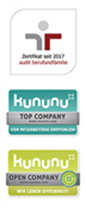 Zertifikat seit 2017
audit berufundfamilie
kununu
TOP COMPANY
VON MITARBEITERN EMPFOHLEN
kununu
OPEN COMPANY
WIR LEBEN OFFENHEIT!